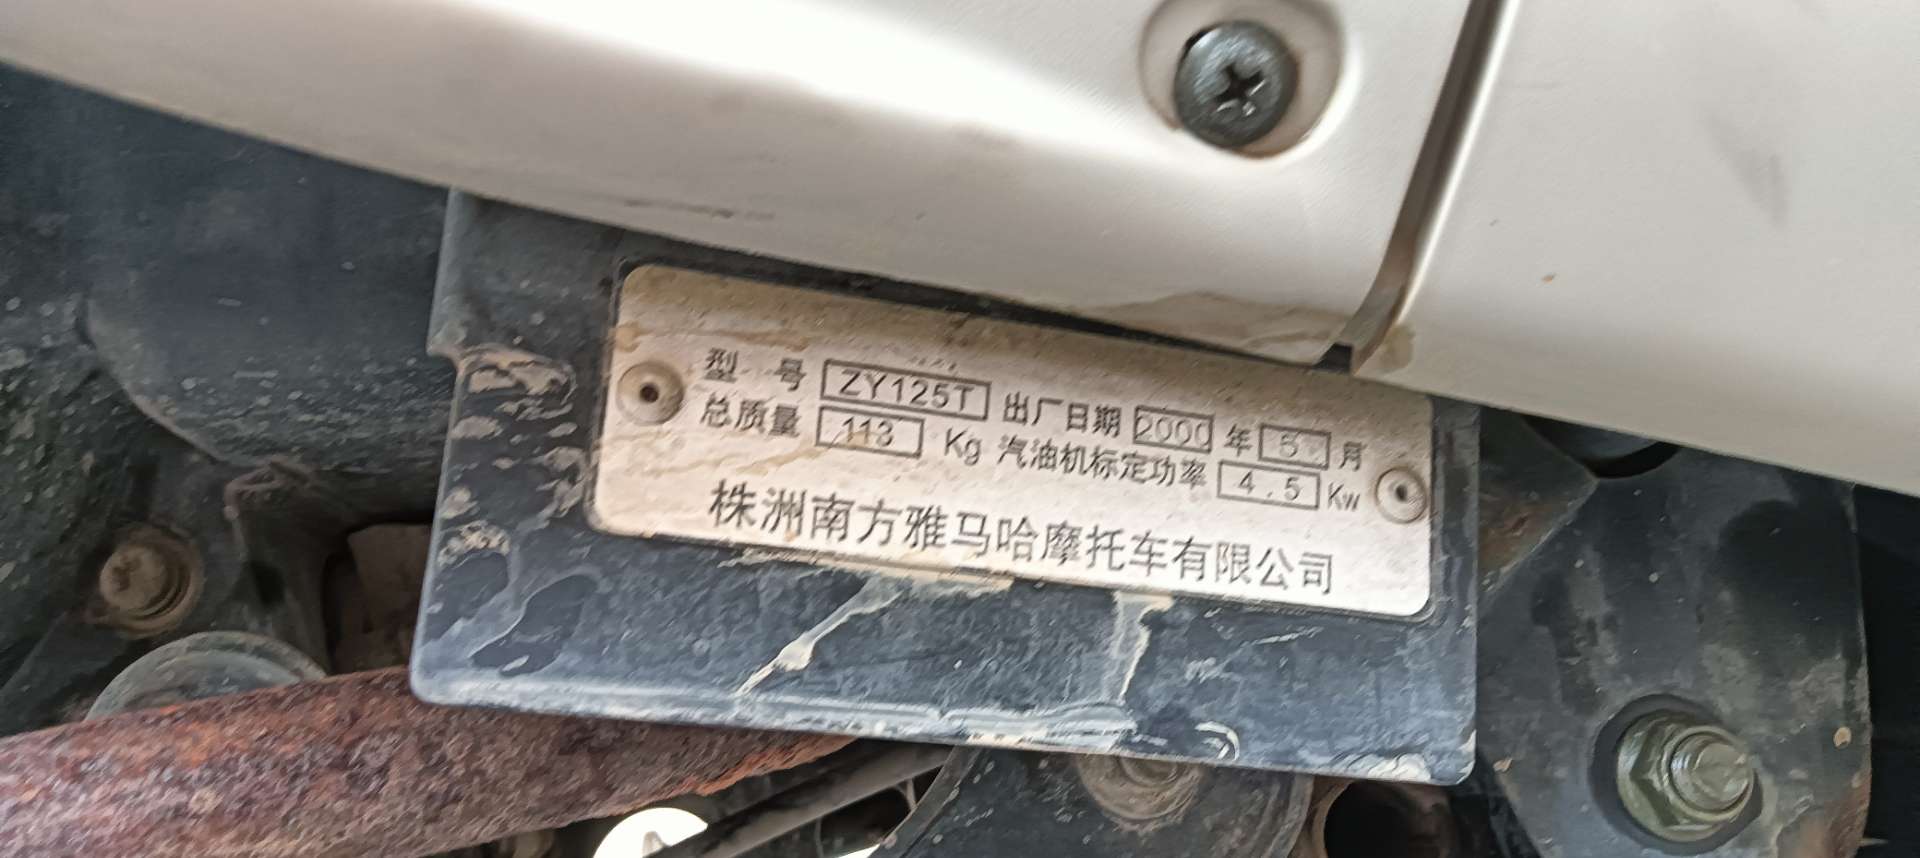 型 号 ZY125T 出厂日期 2000 年 5 月
总质量 113 Kg 汽油机标定功率 4.5 Kw
株洲南方雅马哈摩托车有限公司